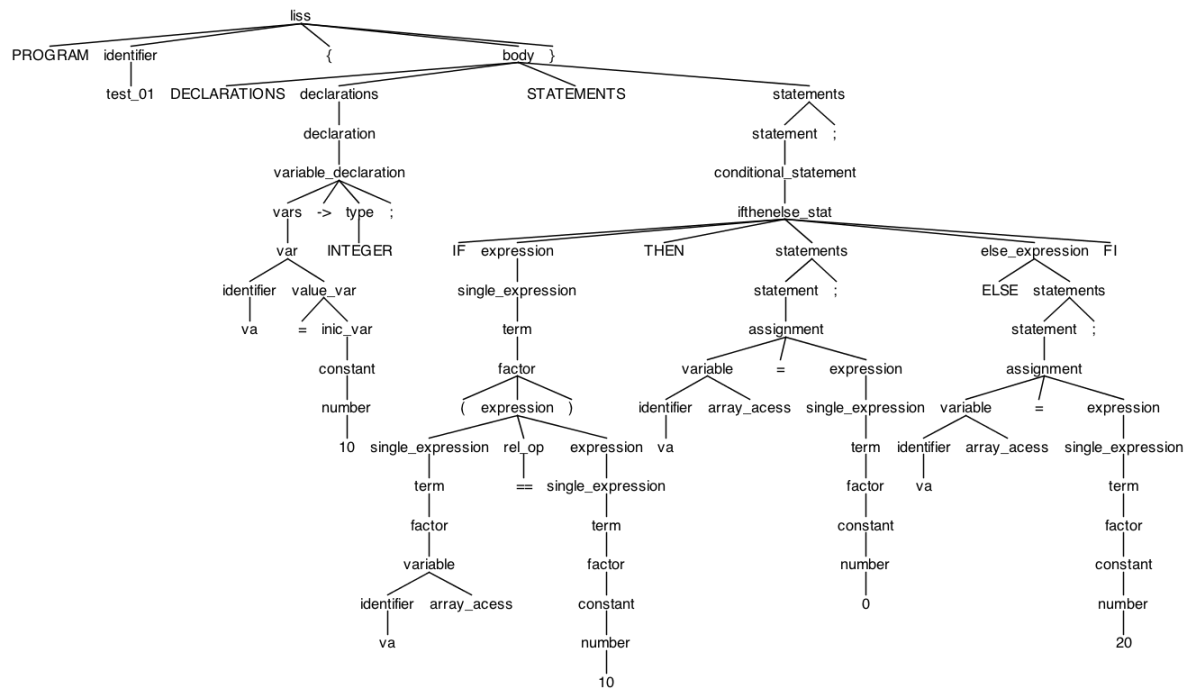 liss
PROGRAM identifier { body }
test_01 DECLARATIONS declarations STATEMENTS statements
declaration statement ;
variable_declaration conditional_statement
vars -> type ; ifthenelse_stat
var INTEGER IF expression THEN statements else_expression FI
identifier value_var single_expression statement ; ELSE statements
va = inic_var term assignment statement ;
constant factor variable = expression assignment
number ( expression ) identifier array_acess single_expression variable = expression
10 single_expression rel_op expression va term identifier array_acess single_expression
term == single_expression factor va term
factor term constant factor
variable factor number constant
identifier array_acess constant 0 number
va number 20
10